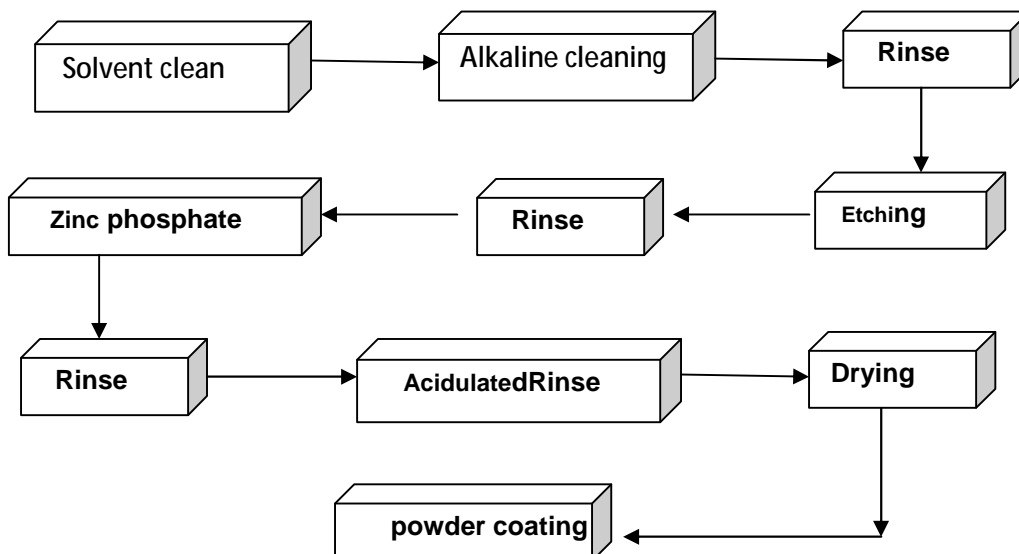 Solvent clean
Alkaline cleaning
Rinse
Etching
Rinse
Zinc phosphate
Rinse
AcidulatedRinse
Drying
powder coating